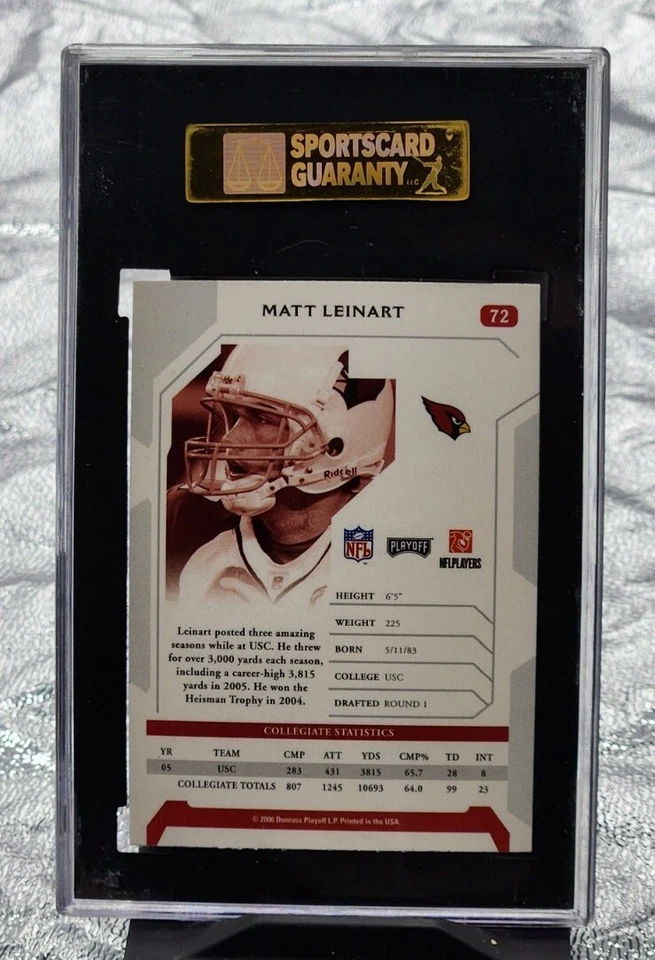 SPORTSCARD
GUARANTY LLC
MATT LEINART
72
Riddell
NFL
PLAYOFF
NFLPLAYERS
HEIGHT 6'5"
WEIGHT 225
BORN 5/11/83
COLLEGE USC
DRAFTED ROUND 1
Leinart posted three amazing
seasons while at USC. He threw
for over 3,000 yards each season,
including a career-high 3,815
yards in 2005. He won the
Heisman Trophy in 2004.
COLLEGIATE STATISTICS
YR TEAM CMP ATT YDS CMP% TD INT
05 USC 283 431 3815 65.7 28 8
COLLEGIATE TOTALS 807 1245 10693 64.0 99 23
© 2006 Donruss Playoff L.P. Printed in the USA.